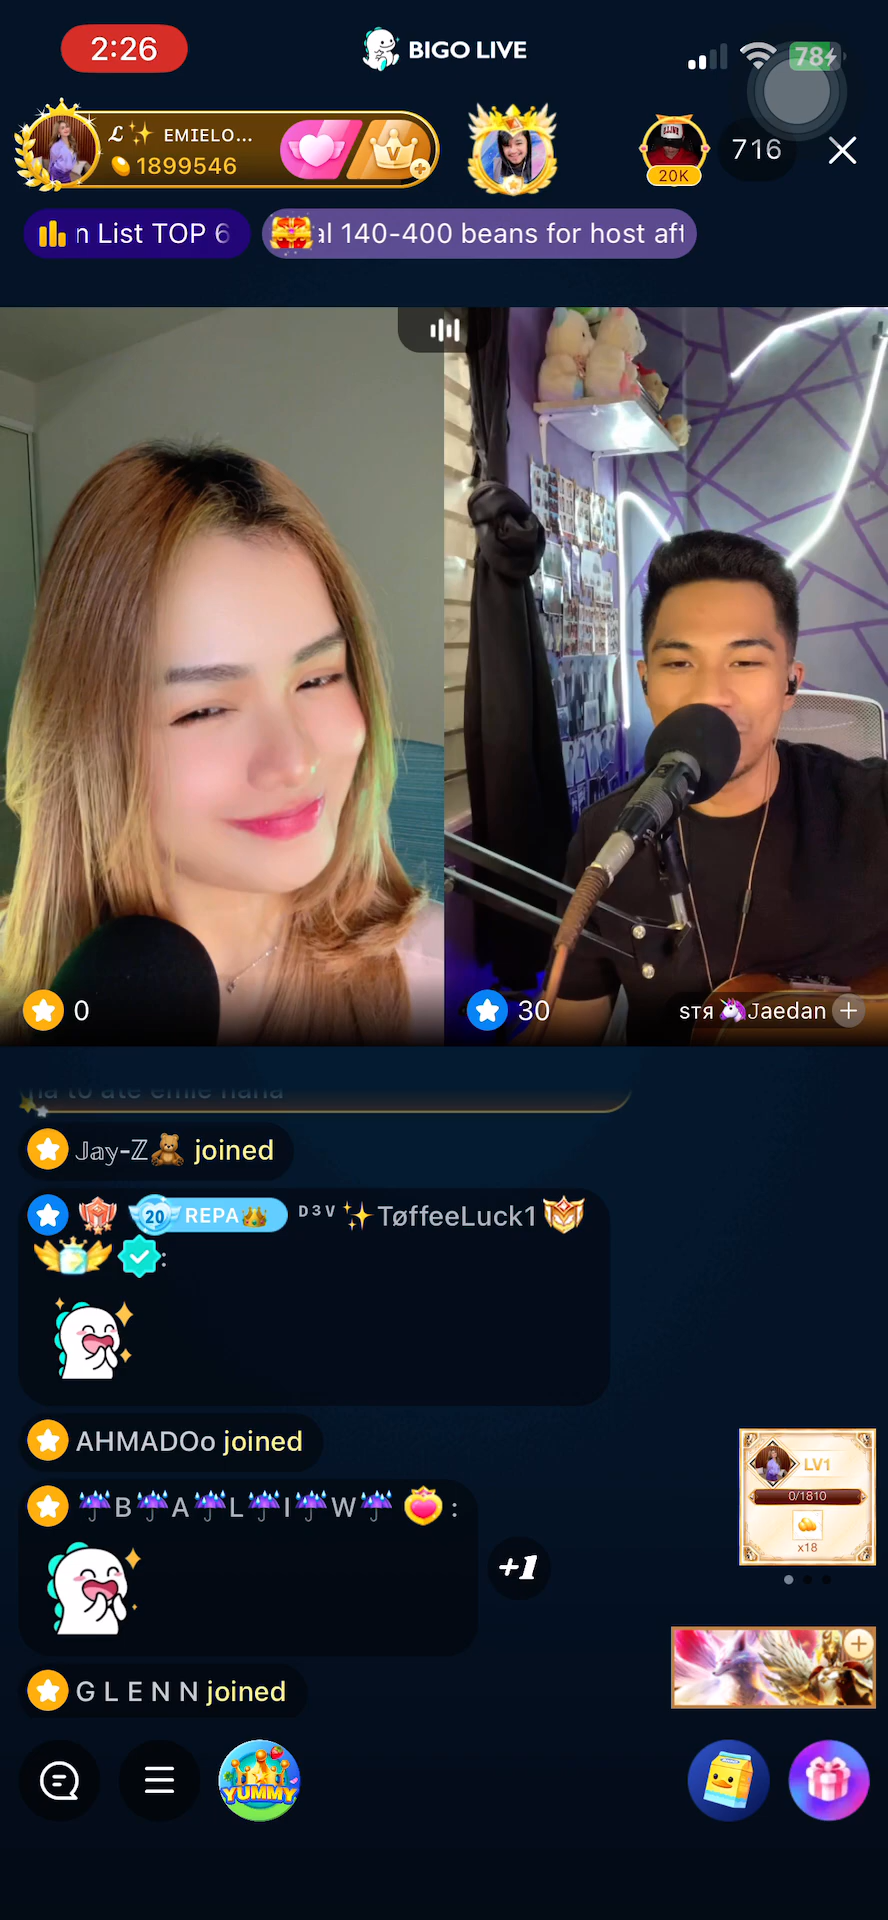 2:26
BIGO LIVE
78
ℒ✨ EMIELO...
1899546
V
20K
716
n List TOP 6
al 140-400 beans for host aft
0
30
sᴛя🦄Jaedan
𝕁𝕒𝕪-ℤ🧸 joined
20 REPA👑 ᴰ³ⱽ✨TøffeeLuck1
:
AHMADOo joined
☔B☔A☔L☔I☔W☔ :
+1
G L E N N joined
LV1
0/1810
x18
YUMMY